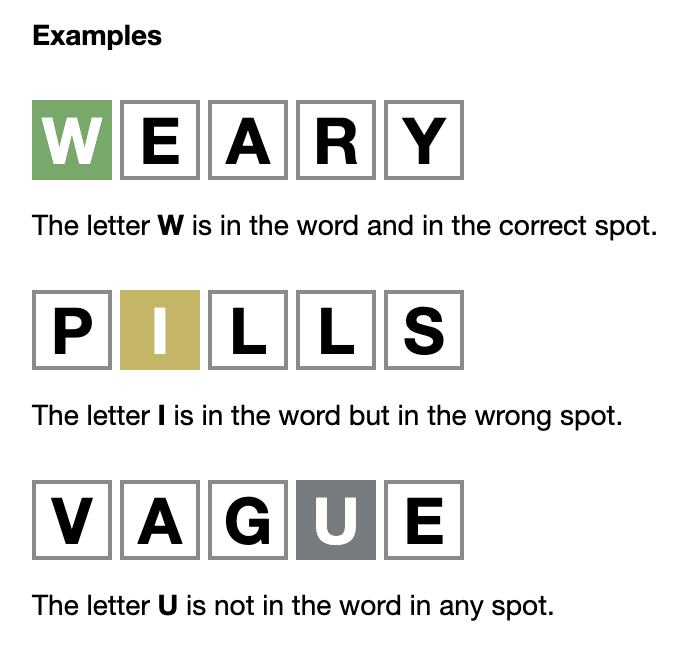 Examples
W E A R Y
The letter W is in the word and in the correct spot.
P I L L S
The letter I is in the word but in the wrong spot.
V A G U E
The letter U is not in the word in any spot.